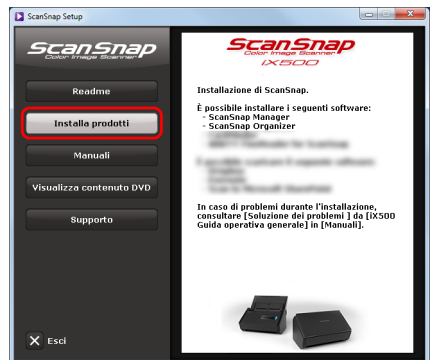 ScanSnap Setup
ScanSnap
Color Image Scanner
Readme
Installa prodotti
Manuali
Visualizza contenuto DVD
Supporto
Esci
ScanSnap
Color Image Scanner
iX500
Installazione di ScanSnap.
È possibile installare i seguenti software:
- ScanSnap Manager
- ScanSnap Organizer
In caso di problemi durante l'installazione,
consultare [Soluzione dei problemi ] da [iX500
Guida operativa generale] in [Manuali].